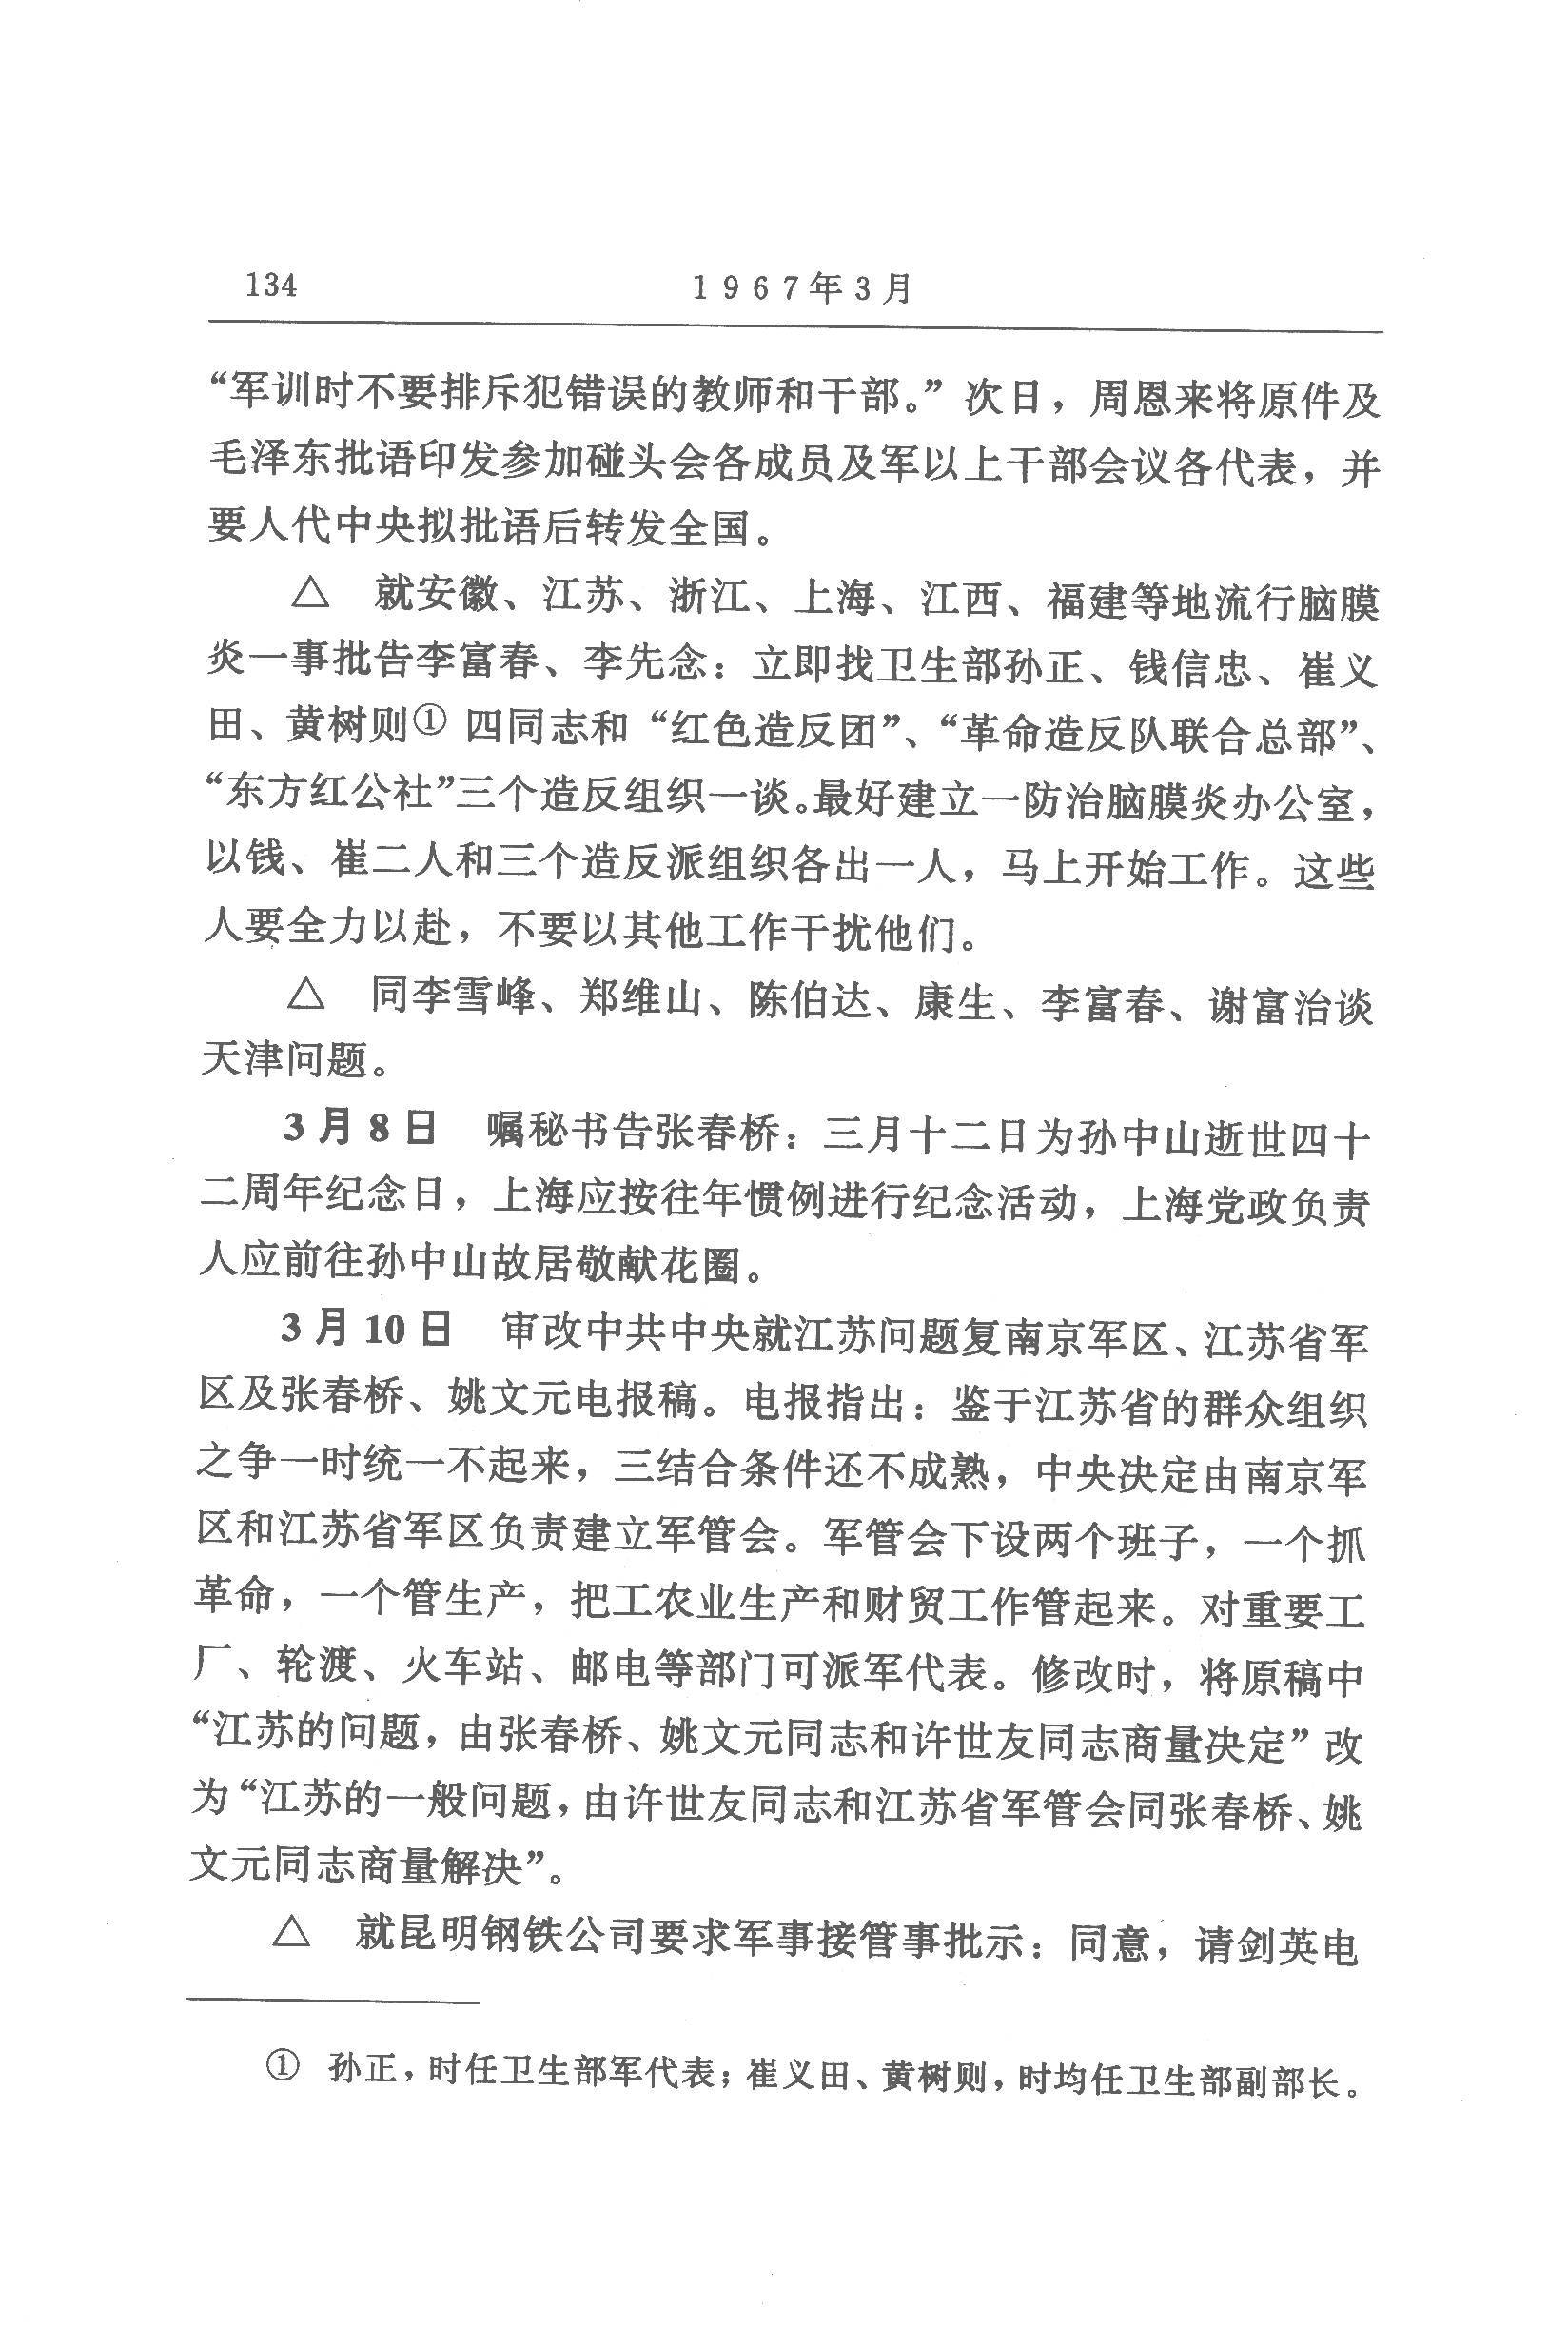 134
1967年3月
“军训时不要排斥犯错误的教师和干部。”次日，周恩来将原件及
毛泽东批语印发参加碰头会各成员及军以上干部会议各代表，并
要人代中央拟批语后转发全国。
△ 就安徽、江苏、浙江、上海、江西、福建等地流行脑膜
炎一事批告李富春、李先念：立即找卫生部孙正、钱信忠、崔义
田、黄树则① 四同志和“红色造反团”、“革命造反队联合总部”、
“东方红公社”三个造反组织一谈。最好建立一防治脑膜炎办公室，
以钱、崔二人和三个造反派组织各出一人，马上开始工作。这些
人要全力以赴，不要以其他工作干扰他们。
△ 同李雪峰、郑维山、陈伯达、康生、李富春、谢富治谈
天津问题。
3月8日 嘱秘书告张春桥：三月十二日为孙中山逝世四十
二周年纪念日，上海应按往年惯例进行纪念活动，上海党政负责
人应前往孙中山故居敬献花圈。
3月10日 审改中共中央就江苏问题复南京军区、江苏省军
区及张春桥、姚文元电报稿。电报指出：鉴于江苏省的群众组织
之争一时统一不起来，三结合条件还不成熟，中央决定由南京军
区和江苏省军区负责建立军管会。军管会下设两个班子，一个抓
革命，一个管生产，把工农业生产和财贸工作管起来。对重要工
厂、轮渡、火车站、邮电等部门可派军代表。修改时，将原稿中
“江苏的问题，由张春桥、姚文元同志和许世友同志商量决定”改
为“江苏的一般问题，由许世友同志和江苏省军管会同张春桥、姚
文元同志商量解决”。
△ 就昆明钢铁公司要求军事接管事批示：同意，请剑英电
① 孙正，时任卫生部军代表；崔义田、黄树则，时均任卫生部副部长。